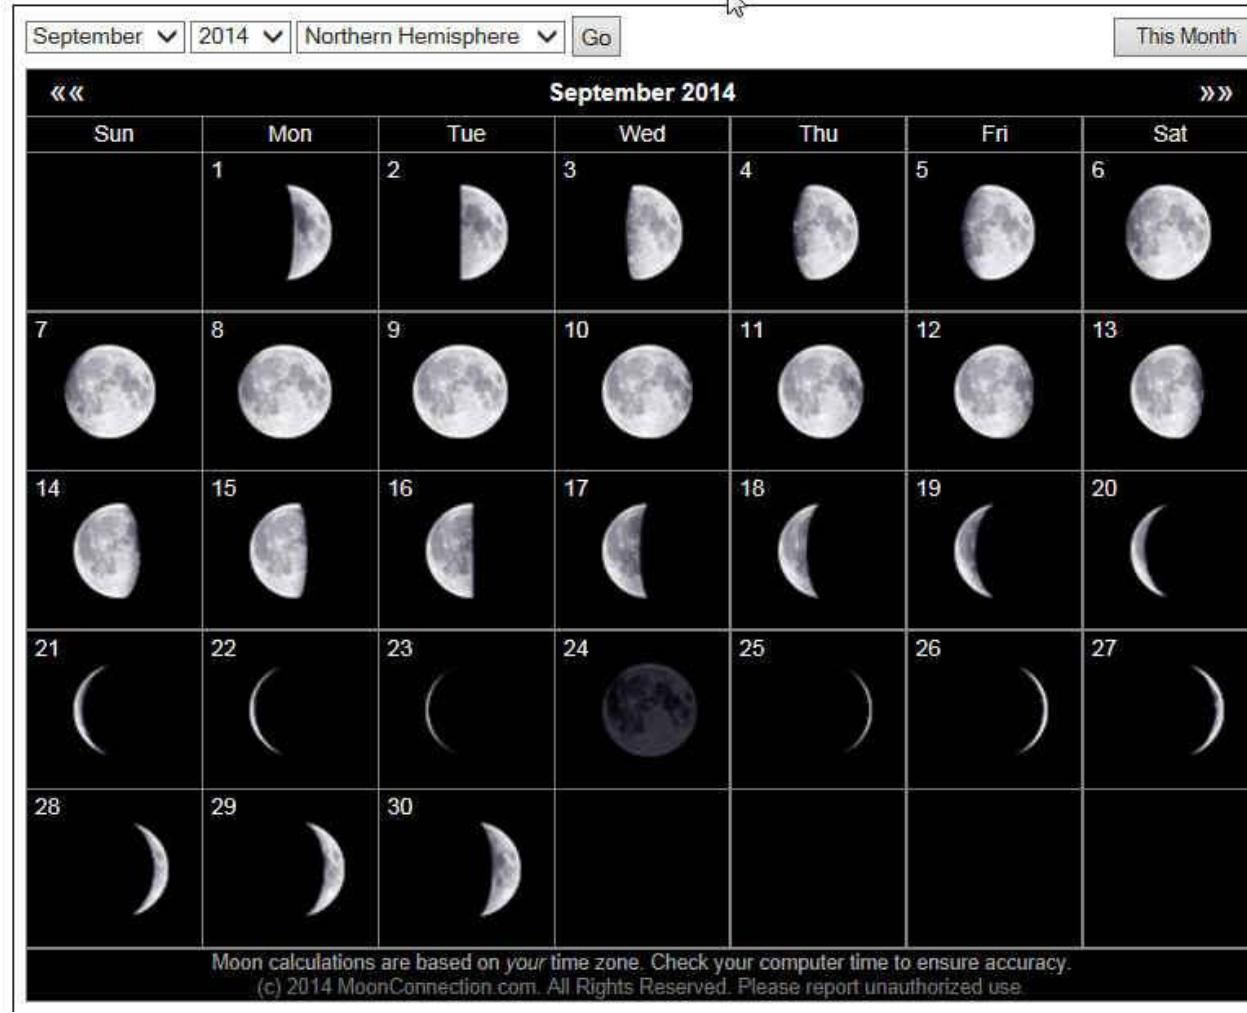 September 2014 Northern Hemisphere Go This Month
«« September 2014 »»
Sun Mon Tue Wed Thu Fri Sat
1 2 3 4 5 6
7 8 9 10 11 12 13
14 15 16 17 18 19 20
21 22 23 24 25 26 27
28 29 30
Moon calculations are based on your time zone. Check your computer time to ensure accuracy.
(c) 2014 MoonConnection.com. All Rights Reserved. Please report unauthorized use.